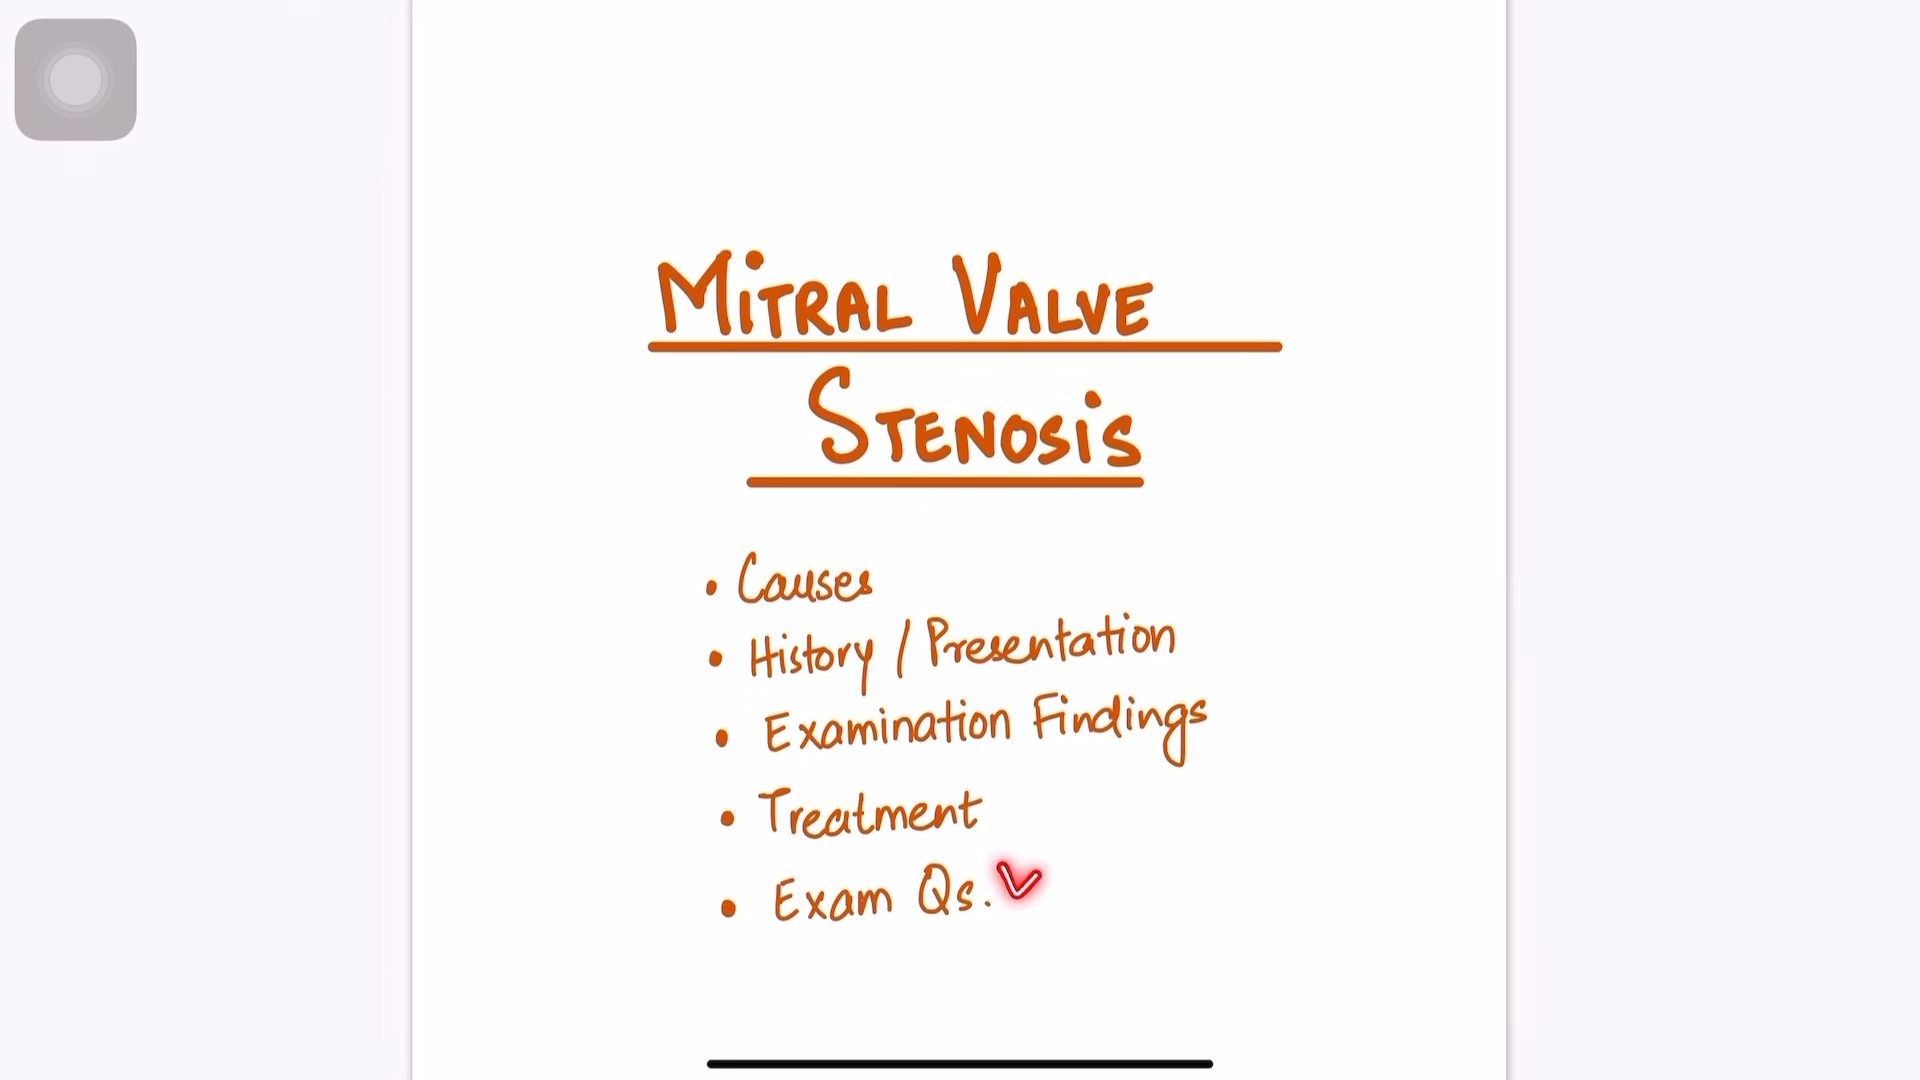 Mitral Valve
Stenosis
• Causes
• History / Presentation
• Examination Findings
• Treatment
• Exam Qs.